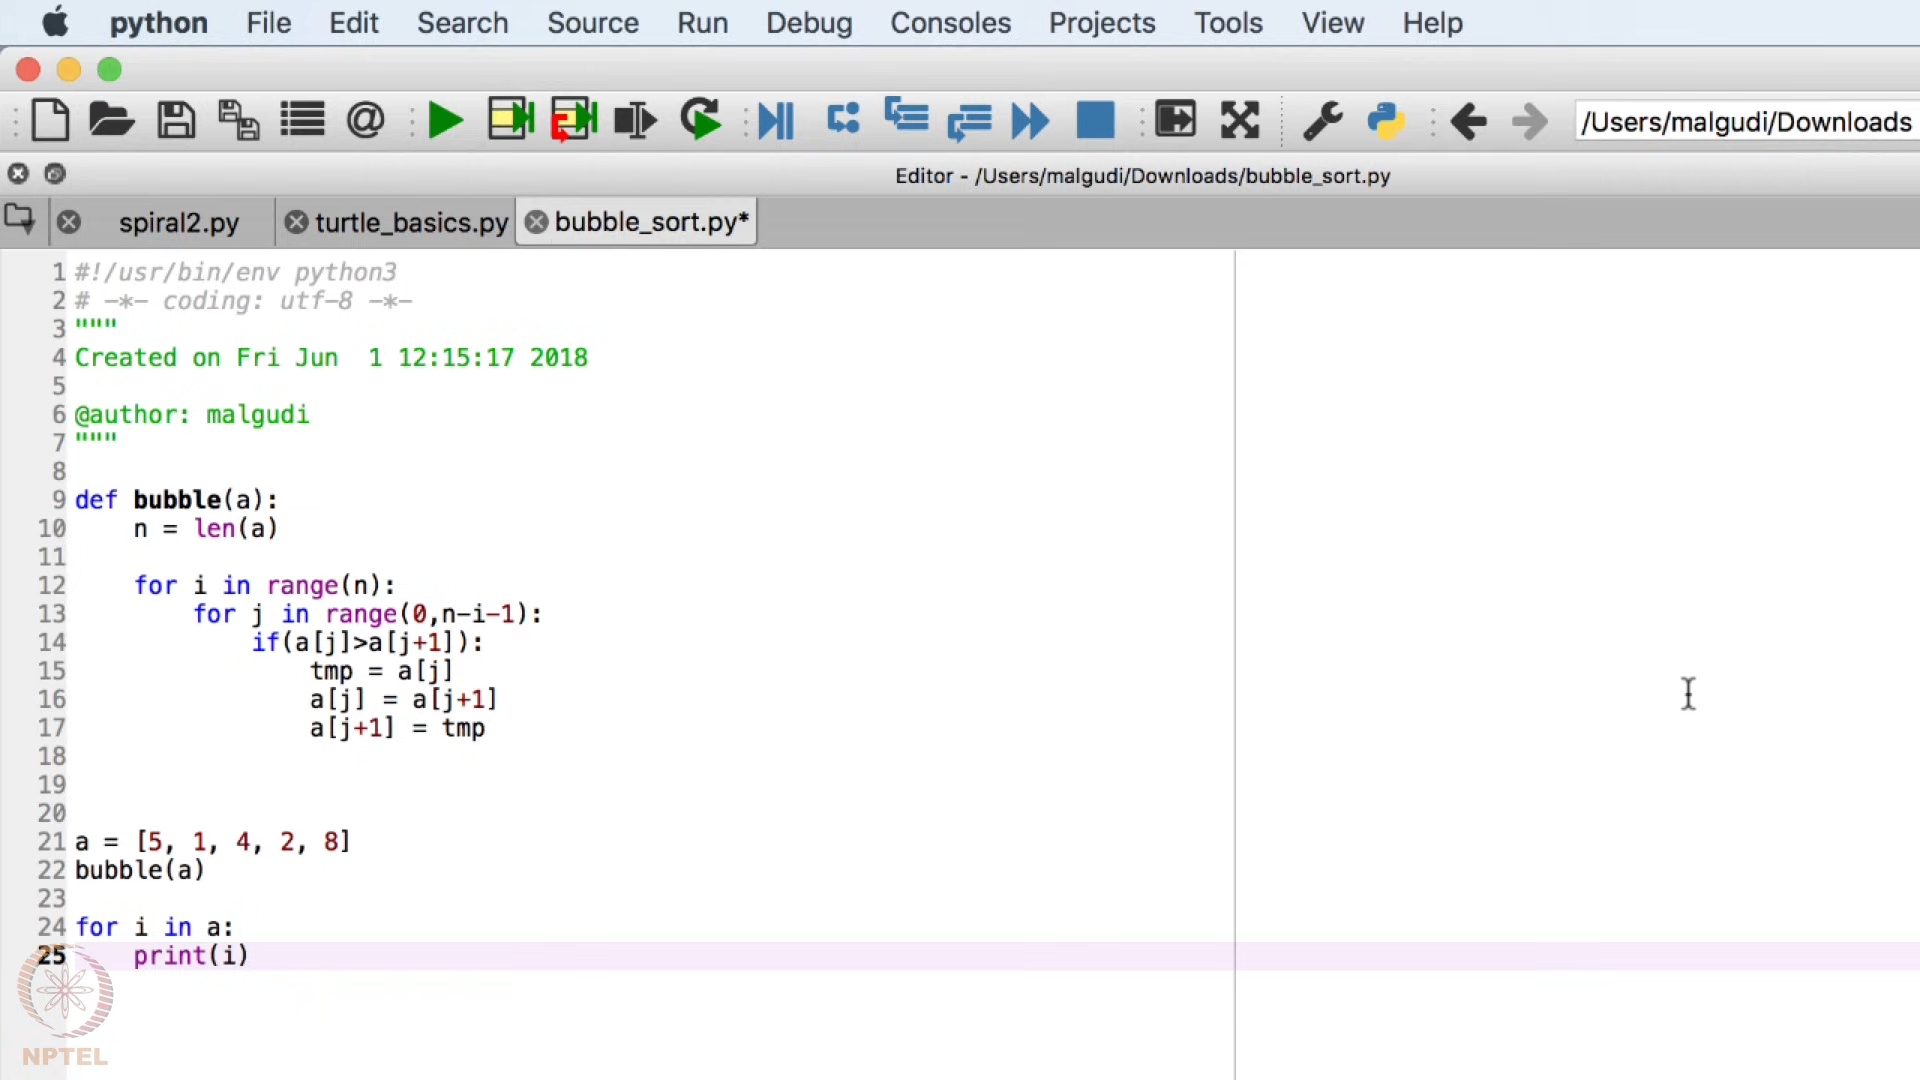 python File Edit Search Source Run Debug Consoles Projects Tools View Help
/Users/malgudi/Downloads
Editor - /Users/malgudi/Downloads/bubble_sort.py
spiral2.py turtle_basics.py bubble_sort.py*
1 #!/usr/bin/env python3
2 # -*- coding: utf-8 -*-
3 """
4 Created on Fri Jun  1 12:15:17 2018
5
6 @author: malgudi
7 """
8
9 def bubble(a):
10     n = len(a)
11
12     for i in range(n):
13         for j in range(0,n-i-1):
14             if(a[j]>a[j+1]):
15                 tmp = a[j]
16                 a[j] = a[j+1]
17                 a[j+1] = tmp
18
19
20
21 a = [5, 1, 4, 2, 8]
22 bubble(a)
23
24 for i in a:
25     print(i)
NPTEL